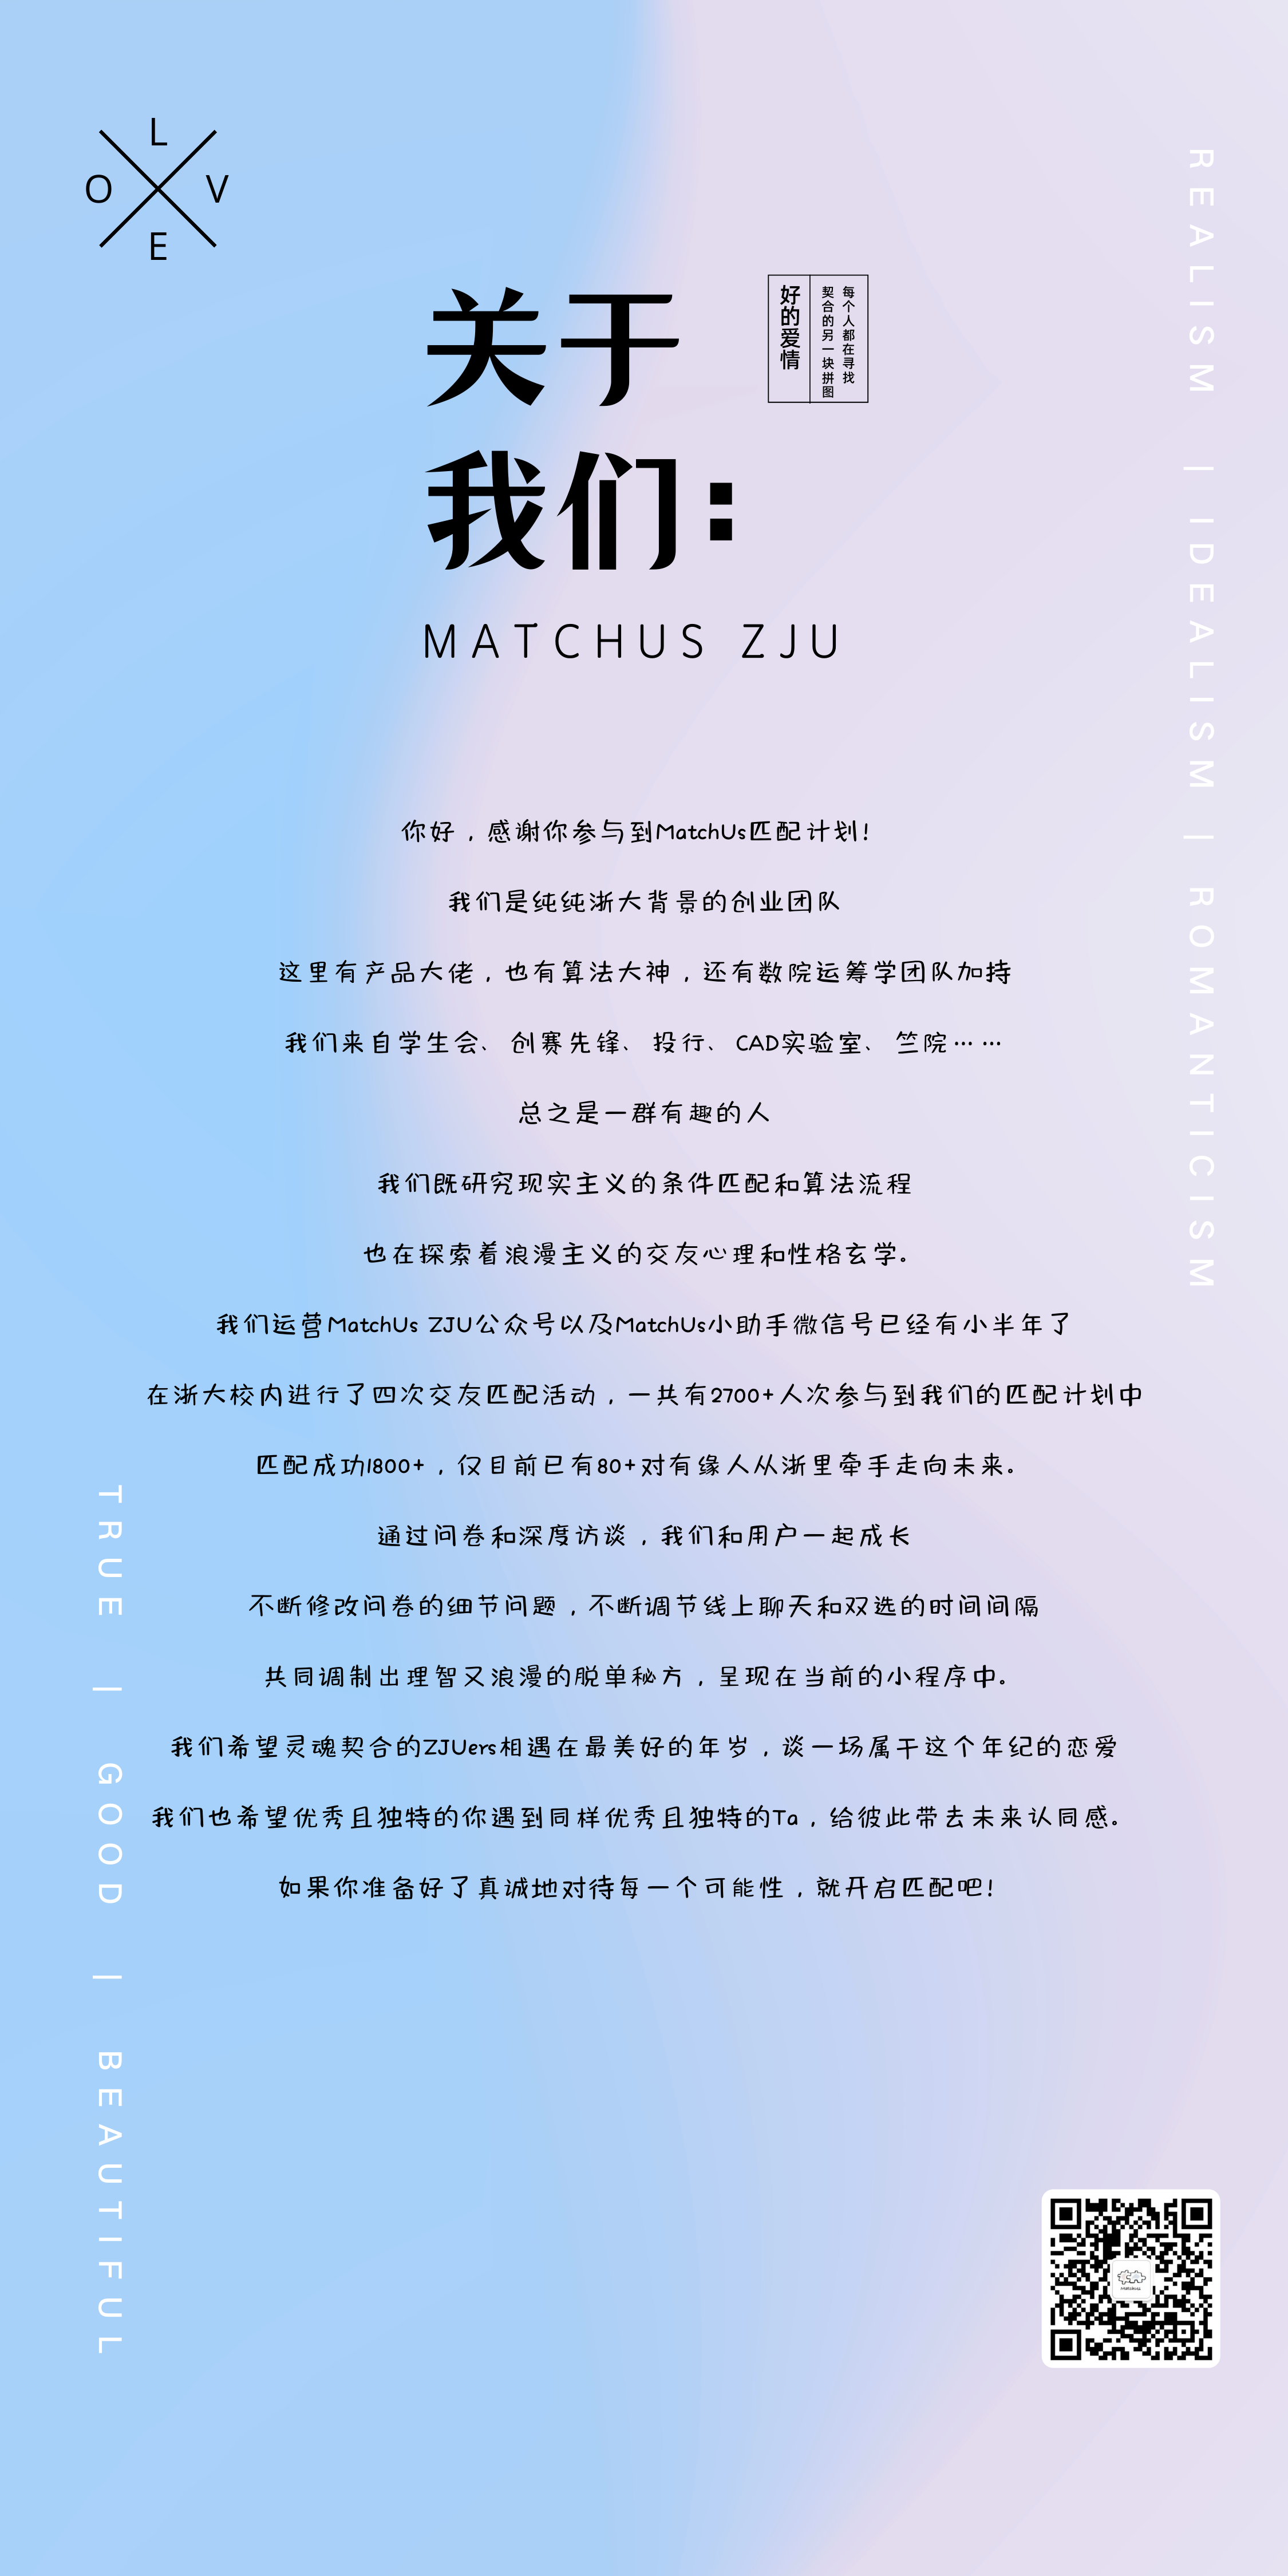 L
O V
E
REALISM | IDEALISM | ROMANTICISM
关于
我们：
好的爱情
每个人都在寻找
契合的另一块拼图
MATCHUS ZJU
你好，感谢你参与到MatchUs匹配计划！
我们是纯纯浙大背景的创业团队
这里有产品大佬，也有算法大神，还有数院运筹学团队加持
我们来自学生会、创赛先锋、投行、CAD实验室、竺院……
总之是一群有趣的人
我们既研究现实主义的条件匹配和算法流程
也在探索着浪漫主义的交友心理和性格玄学。
我们运营MatchUs ZJU公众号以及MatchUs小助手微信号已经有小半年了
在浙大校内进行了四次交友匹配活动，一共有2700+人次参与到我们的匹配计划中
匹配成功1800+，仅目前已有80+对有缘人从浙里牵手走向未来。
通过问卷和深度访谈，我们和用户一起成长
不断修改问卷的细节问题，不断调节线上聊天和双选的时间间隔
共同调制出理智又浪漫的脱单秘方，呈现在当前的小程序中。
我们希望灵魂契合的ZJUers相遇在最美好的年岁，谈一场属于这个年纪的恋爱
我们也希望优秀且独特的你遇到同样优秀且独特的Ta，给彼此带去未来认同感。
如果你准备好了真诚地对待每一个可能性，就开启匹配吧！
TRUE | GOOD | BEAUTIFUL